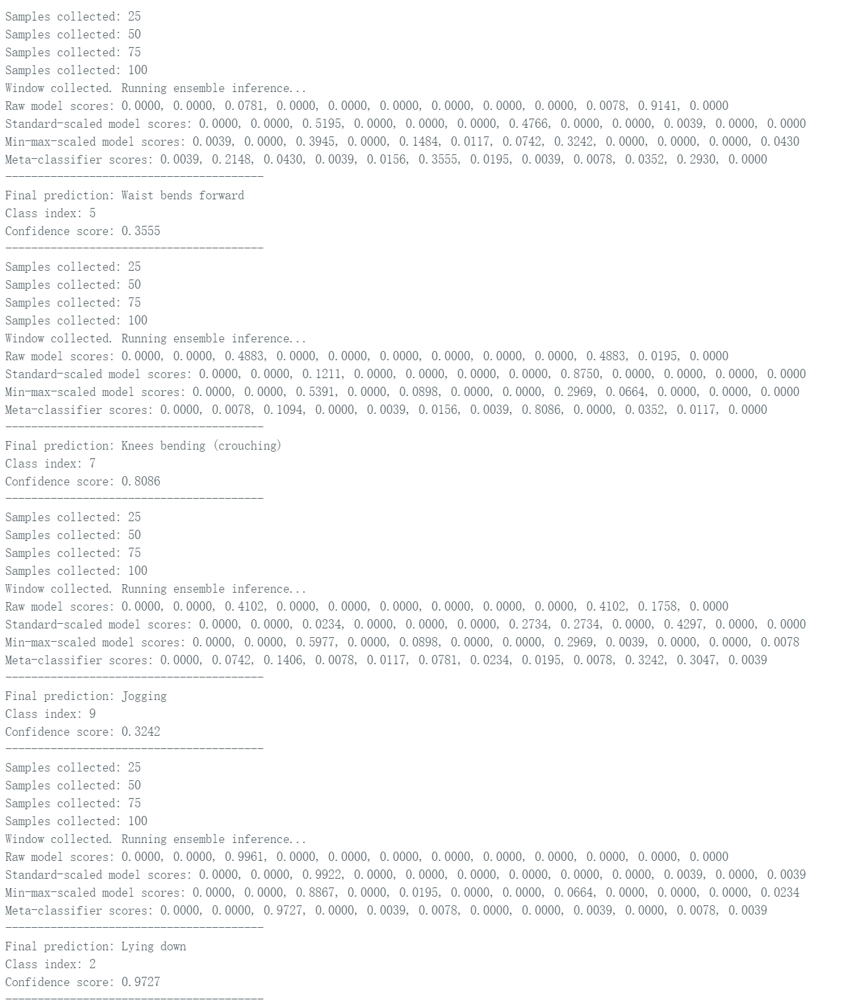 Samples collected: 25
Samples collected: 50
Samples collected: 75
Samples collected: 100
Window collected. Running ensemble inference...
Raw model scores: 0.0000, 0.0000, 0.0781, 0.0000, 0.0000, 0.0000, 0.0000, 0.0000, 0.0000, 0.0078, 0.9141, 0.0000
Standard-scaled model scores: 0.0000, 0.0000, 0.5195, 0.0000, 0.0000, 0.0000, 0.4766, 0.0000, 0.0000, 0.0039, 0.0000, 0.0000
Min-max-scaled model scores: 0.0039, 0.0000, 0.3945, 0.0000, 0.1484, 0.0117, 0.0742, 0.3242, 0.0000, 0.0000, 0.0000, 0.0430
Meta-classifier scores: 0.0039, 0.2148, 0.0430, 0.0039, 0.0156, 0.3555, 0.0195, 0.0039, 0.0078, 0.0352, 0.2930, 0.0000
----------------------------------------
Final prediction: Waist bends forward
Class index: 5
Confidence score: 0.3555
----------------------------------------
Samples collected: 25
Samples collected: 50
Samples collected: 75
Samples collected: 100
Window collected. Running ensemble inference...
Raw model scores: 0.0000, 0.0000, 0.4883, 0.0000, 0.0000, 0.0000, 0.0000, 0.0000, 0.0000, 0.4883, 0.0195, 0.0000
Standard-scaled model scores: 0.0000, 0.0000, 0.1211, 0.0000, 0.0000, 0.0000, 0.0000, 0.8750, 0.0000, 0.0000, 0.0000, 0.0000
Min-max-scaled model scores: 0.0000, 0.0000, 0.5391, 0.0000, 0.0898, 0.0000, 0.0000, 0.2969, 0.0664, 0.0000, 0.0000, 0.0000
Meta-classifier scores: 0.0000, 0.0078, 0.1094, 0.0000, 0.0039, 0.0156, 0.0039, 0.8086, 0.0000, 0.0352, 0.0117, 0.0000
----------------------------------------
Final prediction: Knees bending (crouching)
Class index: 7
Confidence score: 0.8086
----------------------------------------
Samples collected: 25
Samples collected: 50
Samples collected: 75
Samples collected: 100
Window collected. Running ensemble inference...
Raw model scores: 0.0000, 0.0000, 0.4102, 0.0000, 0.0000, 0.0000, 0.0000, 0.0000, 0.0000, 0.4102, 0.1758, 0.0000
Standard-scaled model scores: 0.0000, 0.0000, 0.0234, 0.0000, 0.0000, 0.0000, 0.2734, 0.2734, 0.0000, 0.4297, 0.0000, 0.0000
Min-max-scaled model scores: 0.0000, 0.0000, 0.5977, 0.0000, 0.0898, 0.0000, 0.0000, 0.2969, 0.0039, 0.0000, 0.0000, 0.0078
Meta-classifier scores: 0.0000, 0.0742, 0.1406, 0.0078, 0.0117, 0.0781, 0.0234, 0.0195, 0.0078, 0.3242, 0.3047, 0.0039
----------------------------------------
Final prediction: Jogging
Class index: 9
Confidence score: 0.3242
----------------------------------------
Samples collected: 25
Samples collected: 50
Samples collected: 75
Samples collected: 100
Window collected. Running ensemble inference...
Raw model scores: 0.0000, 0.0000, 0.9961, 0.0000, 0.0000, 0.0000, 0.0000, 0.0000, 0.0000, 0.0000, 0.0000, 0.0000
Standard-scaled model scores: 0.0000, 0.0000, 0.9922, 0.0000, 0.0000, 0.0000, 0.0000, 0.0000, 0.0000, 0.0039, 0.0000, 0.0039
Min-max-scaled model scores: 0.0000, 0.0000, 0.8867, 0.0000, 0.0195, 0.0000, 0.0000, 0.0664, 0.0000, 0.0000, 0.0000, 0.0234
Meta-classifier scores: 0.0000, 0.0000, 0.9727, 0.0000, 0.0039, 0.0078, 0.0000, 0.0000, 0.0039, 0.0000, 0.0078, 0.0039
----------------------------------------
Final prediction: Lying down
Class index: 2
Confidence score: 0.9727
----------------------------------------